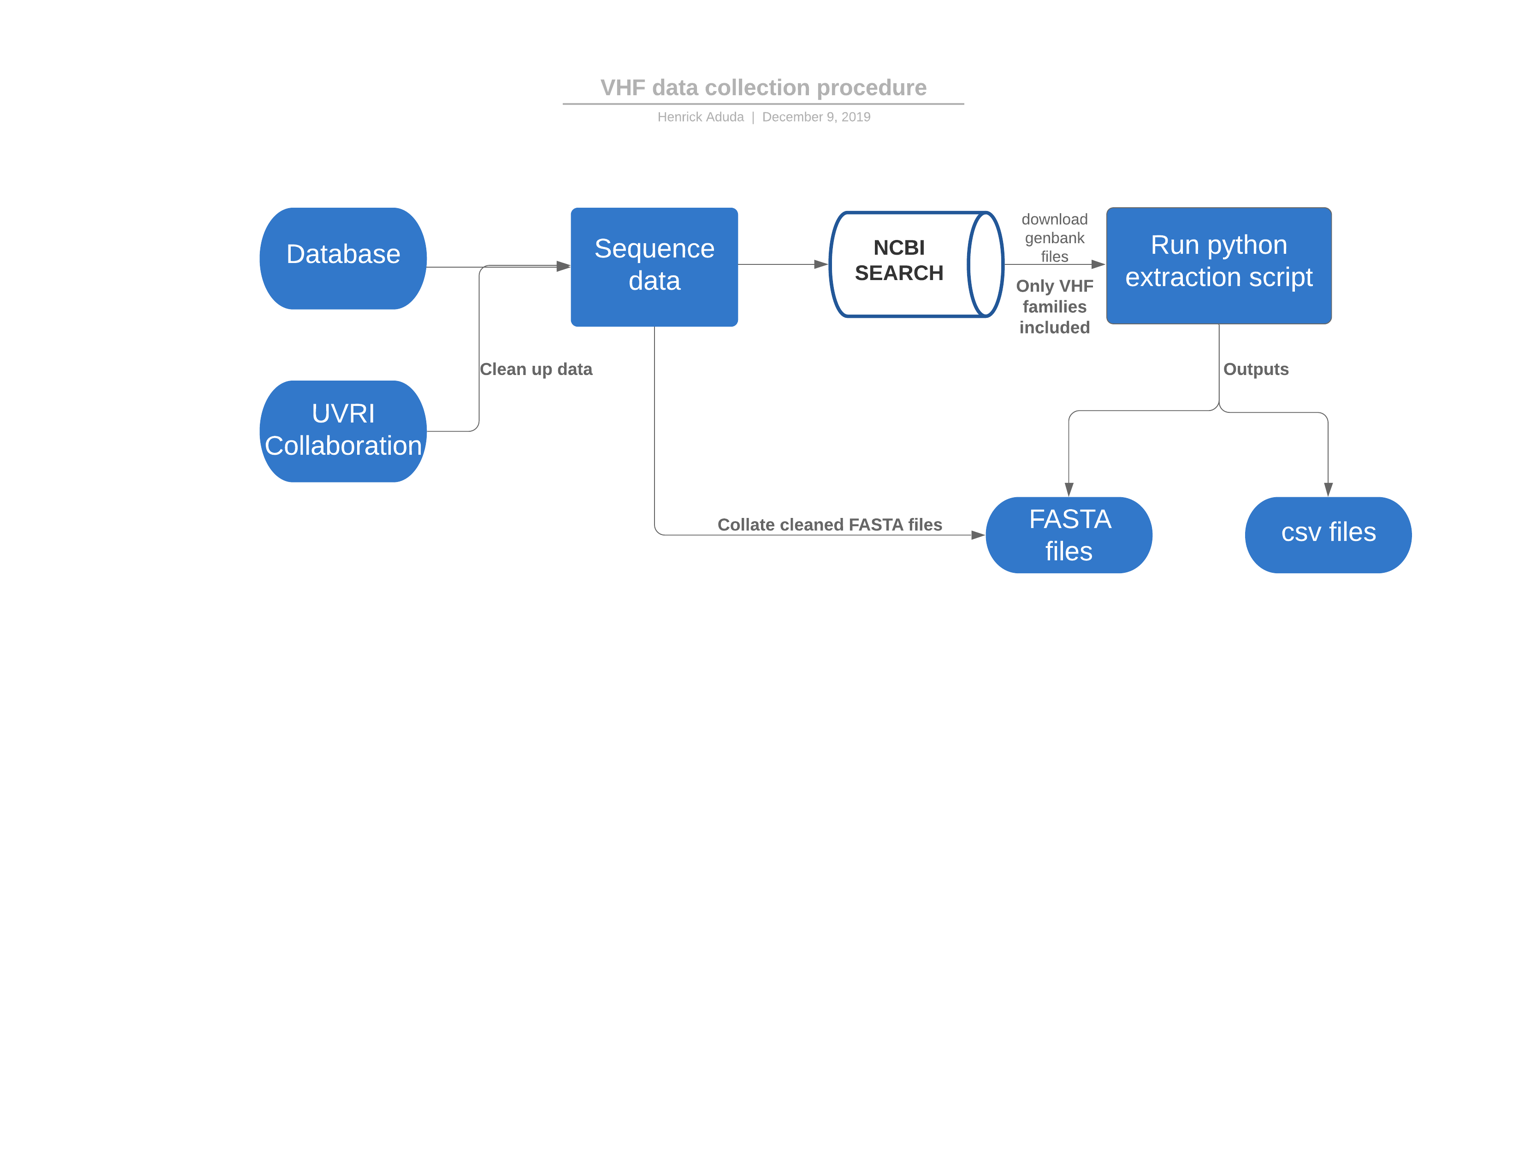 VHF data collection procedure
Henrick Aduda | December 9, 2019
Database
Sequence
data
NCBI
SEARCH
download
genbank
files
Only VHF
families
included
Run python
extraction script
Clean up data
Outputs
UVRI
Collaboration
Collate cleaned FASTA files
FASTA
files
csv files